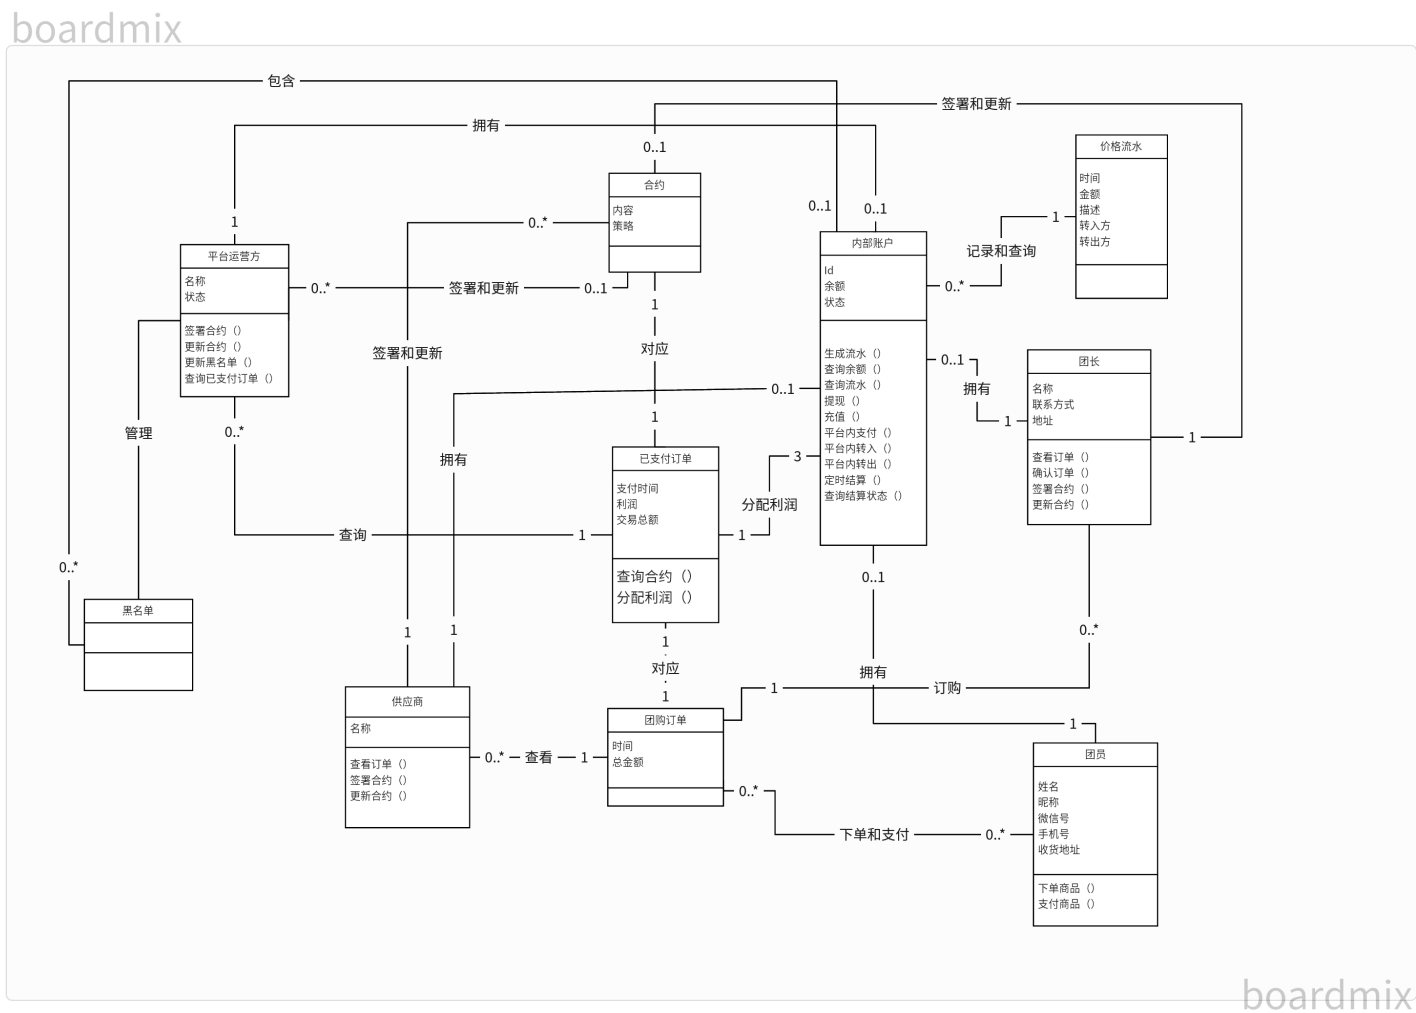 boardmix
包含
签署和更新
拥有
0..1
价格流水
时间
金额
描述
转入方
转出方
合约
内容
策略
0..1
0..1
1
0..*
1
记录和查询
平台运营方
名称
状态
签署合约（）
更新合约（）
更新黑名单（）
查询已支付订单（）
内部账户
Id
余额
状态
生成流水（）
查询余额（）
查询流水（）
提现（）
充值（）
平台内支付（）
平台内转入（）
平台内转出（）
定时结算（）
查询结算状态（）
0..*
签署和更新
0..1
0..*
1
对应
签署和更新
0..1
拥有
1
团长
名称
联系方式
地址
查看订单（）
确认订单（）
签署合约（）
更新合约（）
0..1
1
管理
0..*
1
拥有
3
已支付订单
支付时间
利润
交易总额
查询合约（）
分配利润（）
分配利润
查询
1
1
0..*
0..1
黑名单
1
1
1
0..*
对应
拥有
1
1
订购
供应商
名称
查看订单（）
签署合约（）
更新合约（）
团购订单
时间
总金额
1
0..*
查看
1
团员
姓名
昵称
微信号
手机号
收货地址
下单商品（）
支付商品（）
0..*
下单和支付
0..*
boardmix